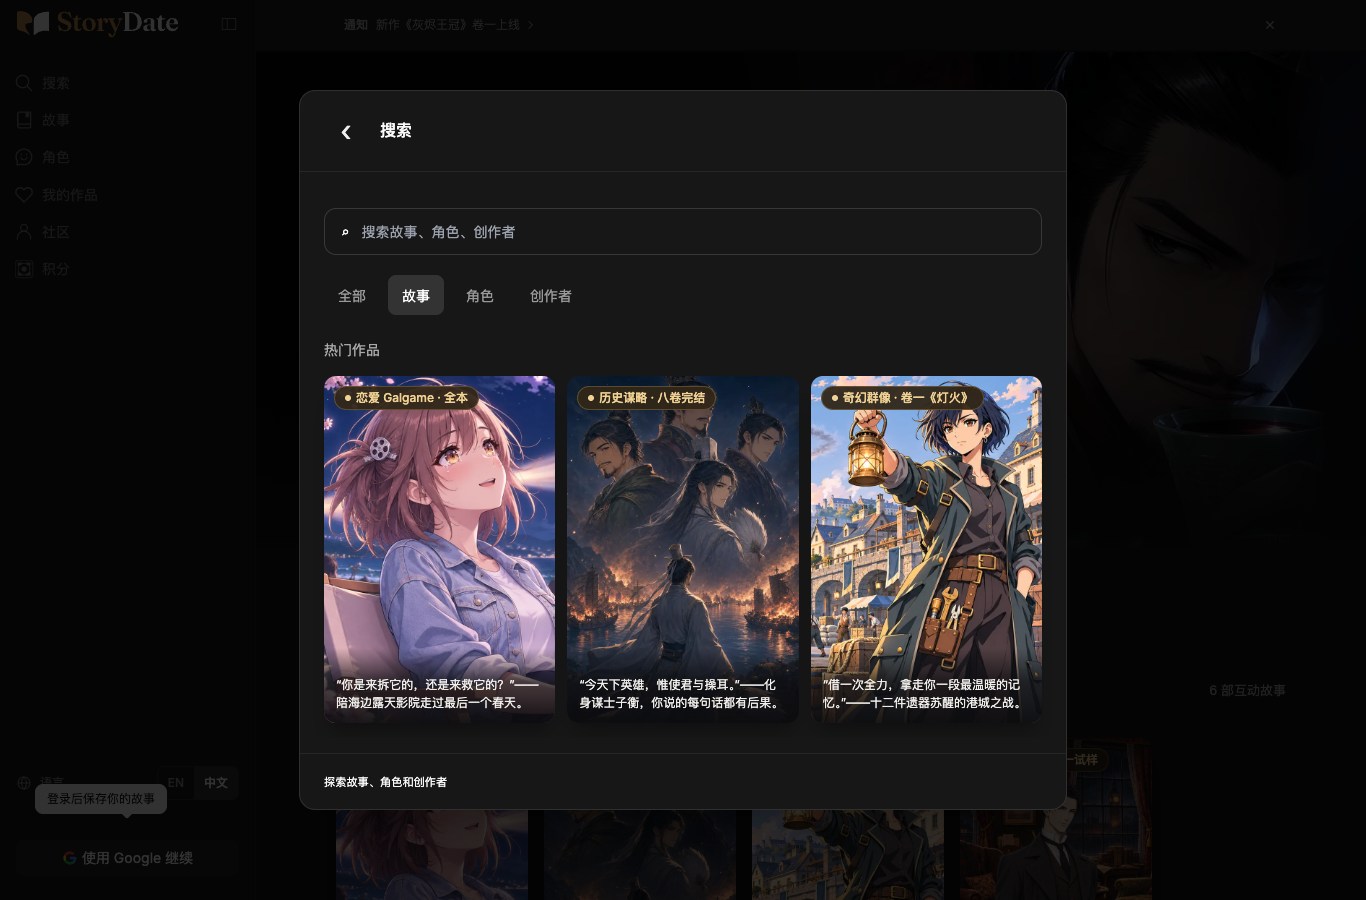 StoryDate
通知 新作《灰烬王冠》卷一上线
搜索
故事
角色
我的作品
社区
积分
搜索
搜索故事、角色、创作者
全部 故事 角色 创作者
热门作品
恋爱 Galgame · 全本
“你是来拆它的，还是来救它的？”——
陪海边露天影院走过最后一个春天。
历史谋略 · 八卷完结
“今天下英雄，惟使君与操耳。”——化
身谋士子衡，你说的每句话都有后果。
奇幻群像 · 卷一《灯火》
“借一次全力，拿走你一段最温暖的记
忆。”——十二件遗器苏醒的港城之战。
探索故事、角色和创作者
6 部互动故事
试样
语言 EN 中文
登录后保存你的故事
使用 Google 继续